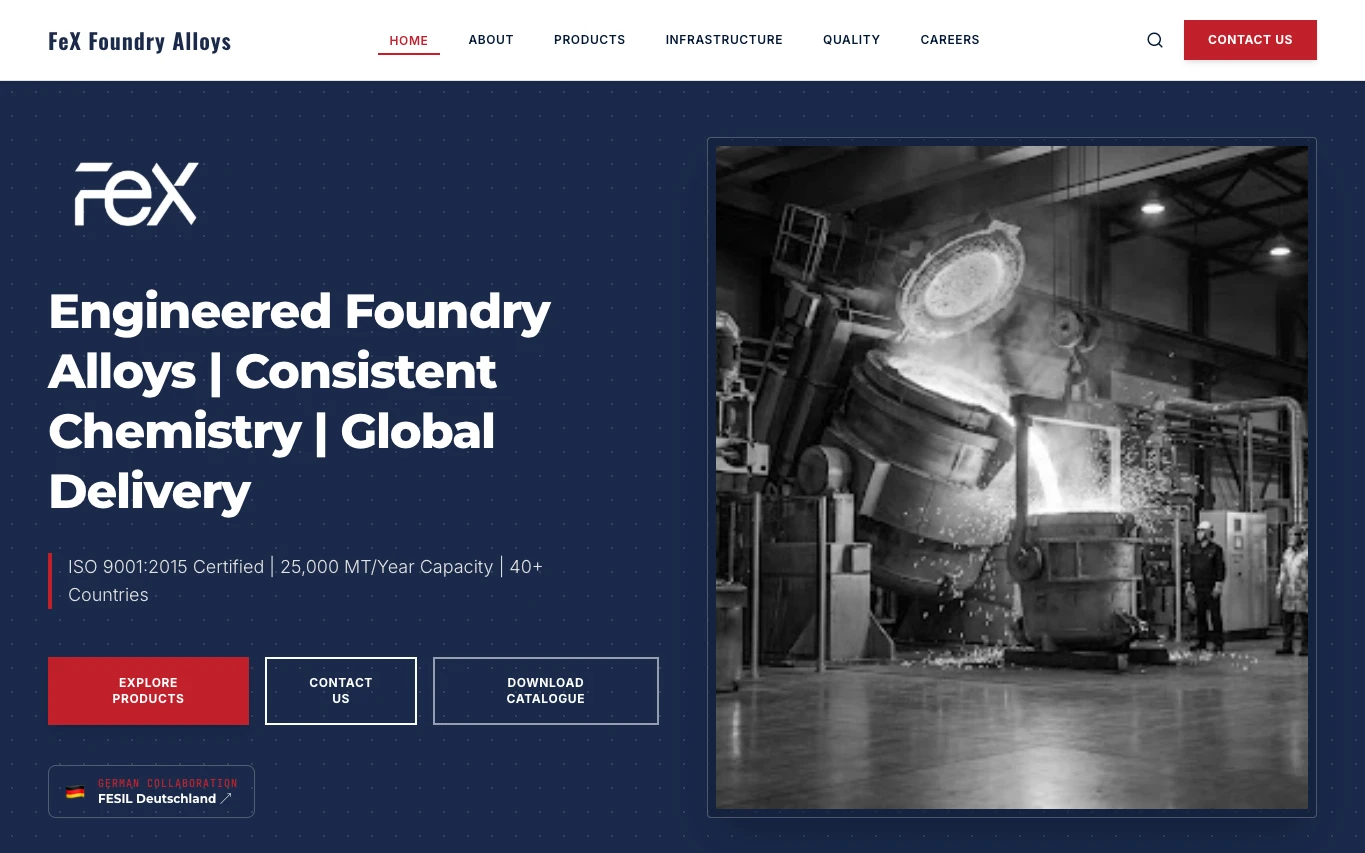 FeX Foundry Alloys
HOME
ABOUT
PRODUCTS
INFRASTRUCTURE
QUALITY
CAREERS
CONTACT US
FeX
Engineered Foundry
Alloys | Consistent
Chemistry | Global
Delivery
ISO 9001:2015 Certified | 25,000 MT/Year Capacity | 40+
Countries
EXPLORE
PRODUCTS
CONTACT
US
DOWNLOAD
CATALOGUE
GERMAN COLLABORATION
FESIL Deutschland ↗